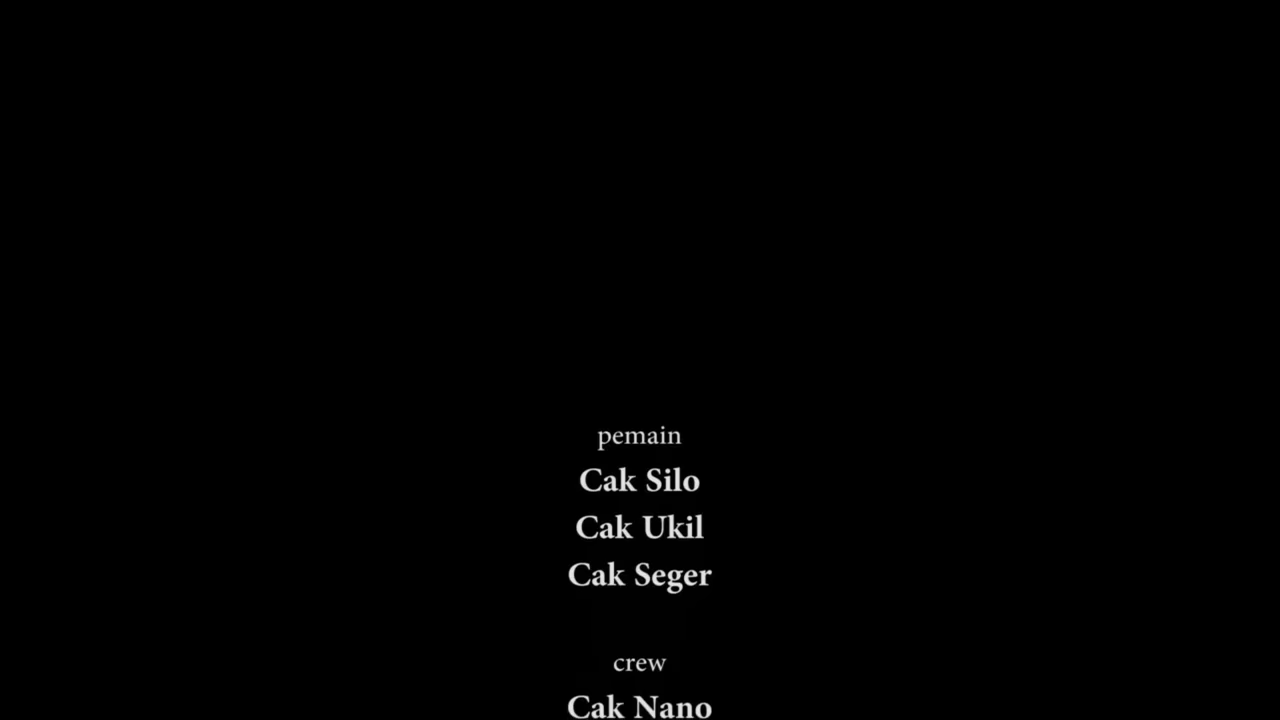 pemain
Cak Silo
Cak Ukil
Cak Seger
crew
Cak Nano